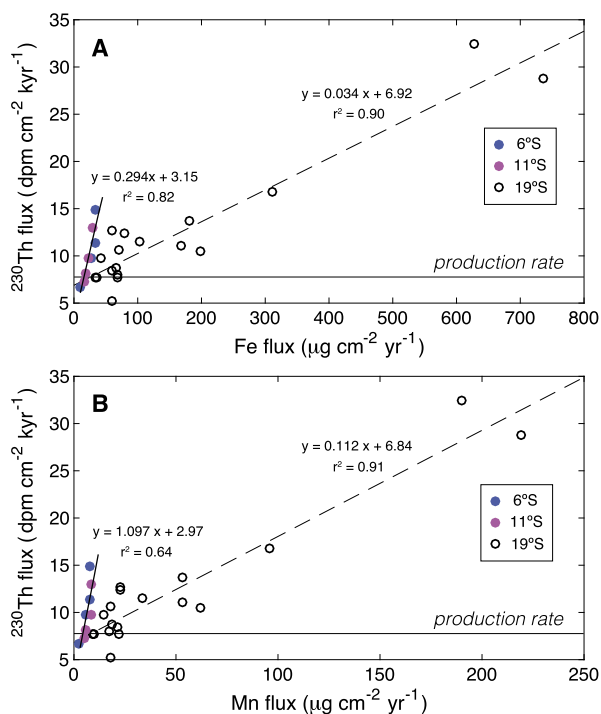 A
y = 0.034 x + 6.92
r² = 0.90
y = 0.294x + 3.15
r² = 0.82
6ºS
11ºS
19ºS
production rate
²³⁰Th flux (dpm cm⁻² kyr⁻¹)
35
30
25
20
15
10
5
0 100 200 300 400 500 600 700 800
Fe flux (μg cm⁻² yr⁻¹)
B
y = 0.112 x + 6.84
r² = 0.91
y = 1.097 x + 2.97
r² = 0.64
6ºS
11ºS
19ºS
production rate
²³⁰Th flux (dpm cm⁻² kyr⁻¹)
35
30
25
20
15
10
5
0 50 100 150 200 250
Mn flux (μg cm⁻² yr⁻¹)